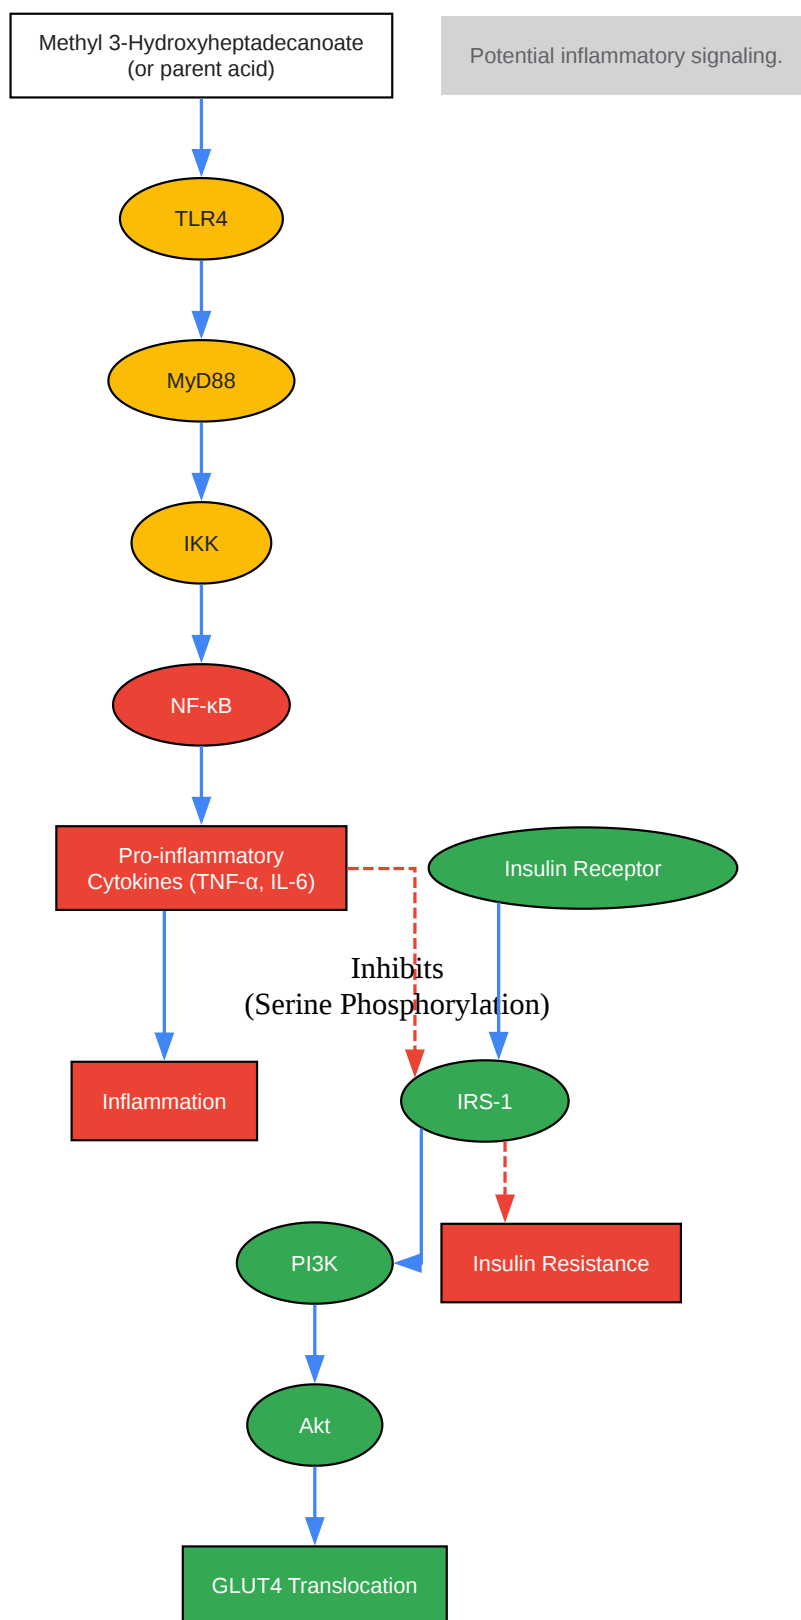 Methyl 3-Hydroxyheptadecanoate
(or parent acid)
Potential inflammatory signaling.
TLR4
MyD88
IKK
NF-κB
Pro-inflammatory
Cytokines (TNF-α, IL-6)
Insulin Receptor
Inhibits
(Serine Phosphorylation)
Inflammation
IRS-1
PI3K
Insulin Resistance
Akt
GLUT4 Translocation